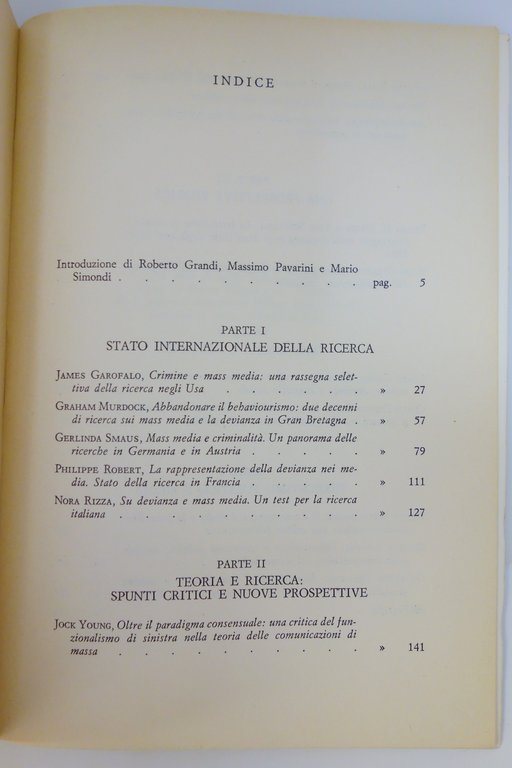 INDICE
Introduzione di Roberto Grandi, Massimo Pavarini e Mario
Simondi . . . . . . . . . . pag. 5
PARTE I
STATO INTERNAZIONALE DELLA RICERCA
JAMES GAROFALO, Crimine e mass media: una rassegna selet-
tiva della ricerca negli Usa . . . . . . » 27
GRAHAM MURDOCK, Abbandonare il behaviourismo: due decenni
di ricerca sui mass media e la devianza in Gran Bretagna . » 57
GERLINDA SMAUS, Mass media e criminalità. Un panorama delle
ricerche in Germania e in Austria . . . . . » 79
PHILIPPE ROBERT, La rappresentazione della devianza nei me-
dia. Stato della ricerca in Francia . . . . . » 111
NORA RIZZA, Su devianza e mass media. Un test per la ricerca
italiana . . . . . . . . . . » 127
PARTE II
TEORIA E RICERCA:
SPUNTI CRITICI E NUOVE PROSPETTIVE
JOCK YOUNG, Oltre il paradigma consensuale: una critica del fun-
zionalismo di sinistra nella teoria delle comunicazioni di
massa . . . . . . . . . . » 141